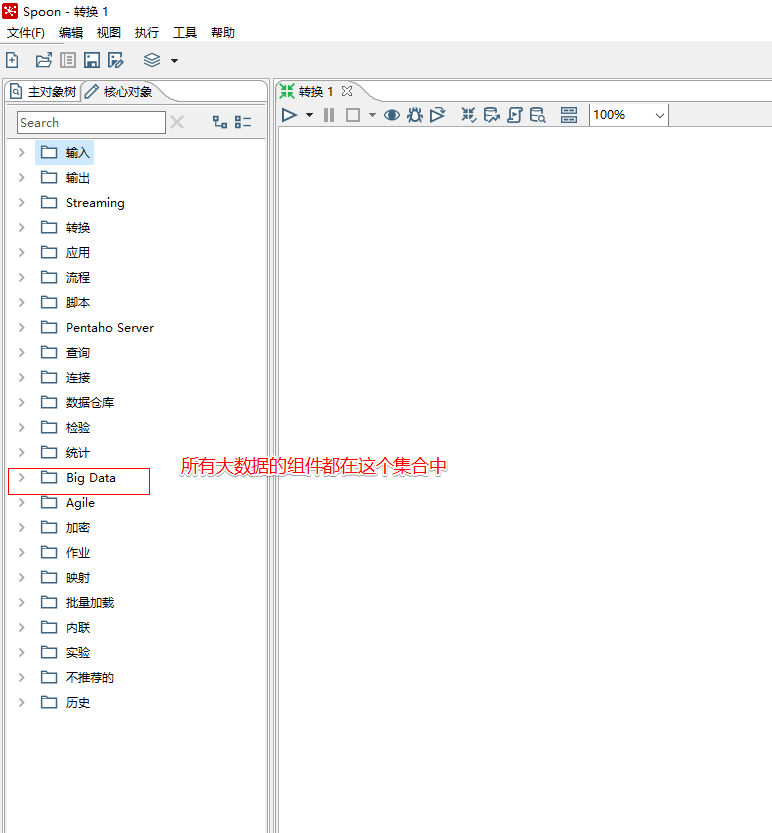 Spoon - 转换 1
文件(F) 编辑 视图 执行 工具 帮助
主对象树 核心对象
转换 1
100%
Search
输入
输出
Streaming
转换
应用
流程
脚本
Pentaho Server
查询
连接
数据仓库
检验
统计
Big Data
所有大数据的组件都在这个集合中
Agile
加密
作业
映射
批量加载
内联
实验
不推荐的
历史